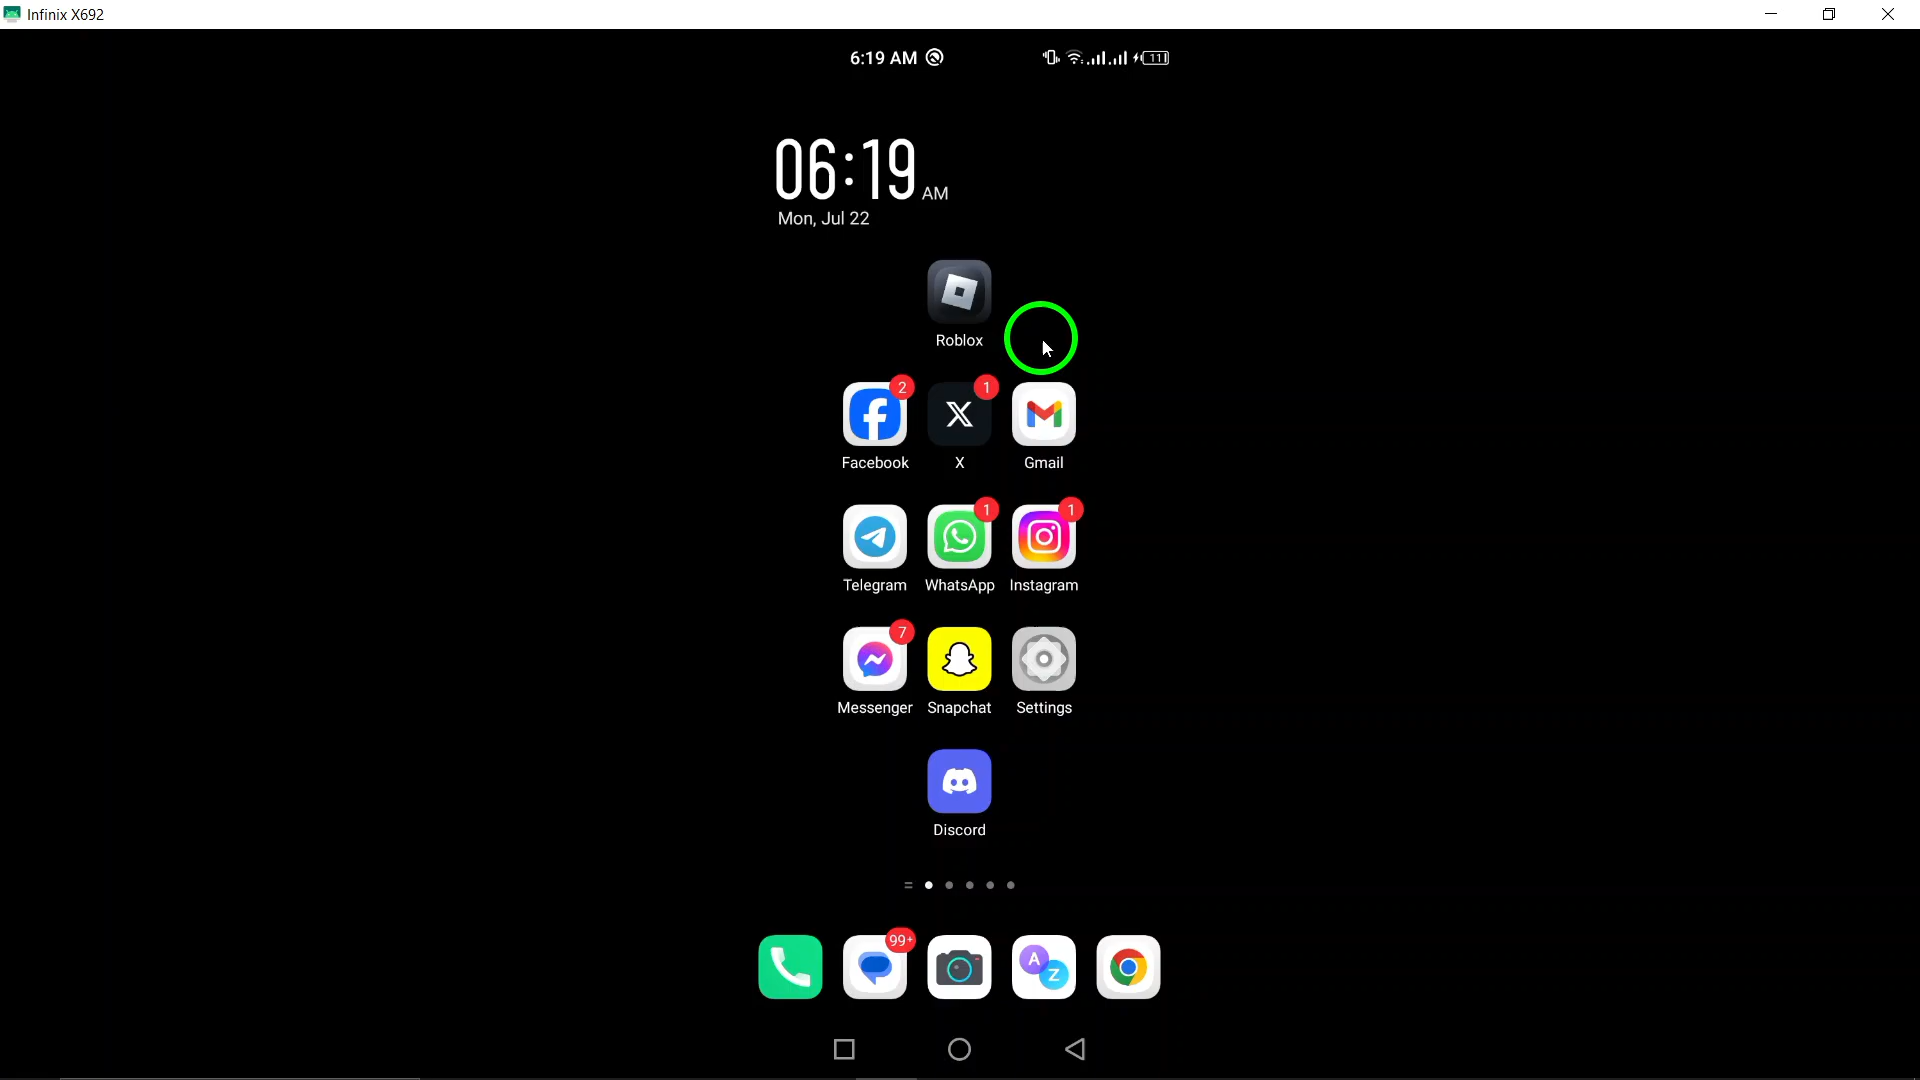 Infinix X692
6:19 AM
11
06:19 AM
Mon, Jul 22
Roblox
2
1
Facebook
X
Gmail
1
1
Telegram
WhatsApp
Instagram
7
Messenger
Snapchat
Settings
Discord
99+
A
Z